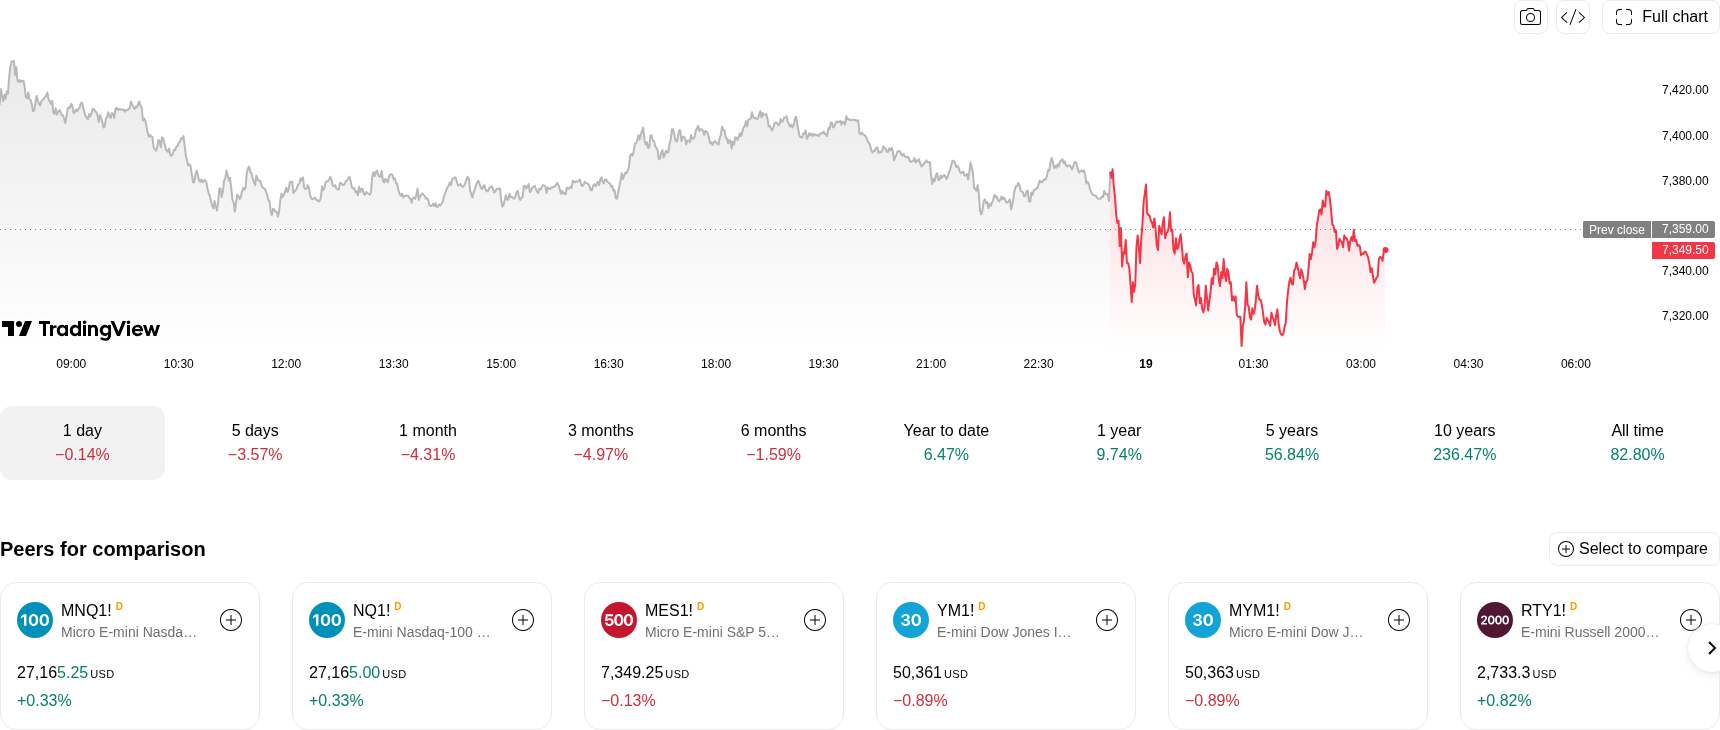 Full chart
7,420.00
7,400.00
7,380.00
Prev close 7,359.00
7,349.50
7,340.00
7,320.00
TradingView
09:00 10:30 12:00 13:30 15:00 16:30 18:00 19:30 21:00 22:30 19 01:30 03:00 04:30 06:00
1 day 5 days 1 month 3 months 6 months Year to date 1 year 5 years 10 years All time
−0.14% −3.57% −4.31% −4.97% −1.59% 6.47% 9.74% 56.84% 236.47% 82.80%
Peers for comparison
Select to compare
100 MNQ1! D
Micro E-mini Nasda…
27,165.25 USD
+0.33%
100 NQ1! D
E-mini Nasdaq-100 …
27,165.00 USD
+0.33%
500 MES1! D
Micro E-mini S&P 5…
7,349.25 USD
−0.13%
30 YM1! D
E-mini Dow Jones I…
50,361 USD
−0.89%
30 MYM1! D
Micro E-mini Dow J…
50,363 USD
−0.89%
2000 RTY1! D
E-mini Russell 2000…
2,733.3 USD
+0.82%